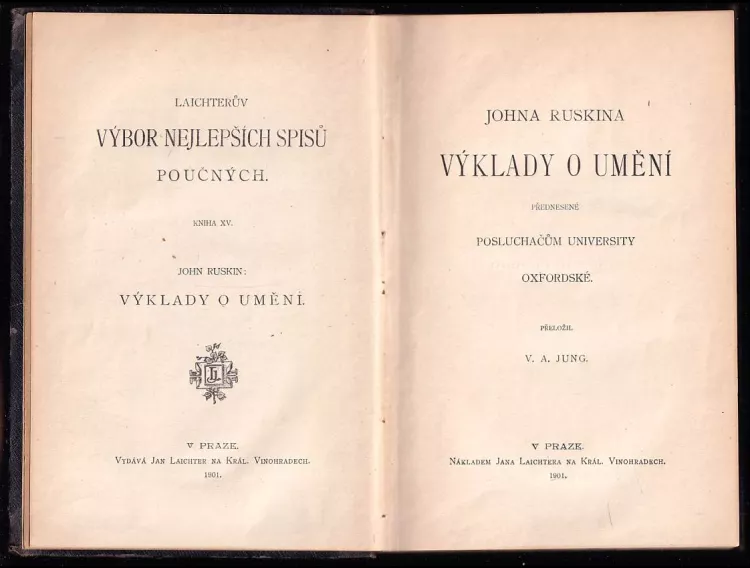 LAICHTERŮV
VÝBOR NEJLEPŠÍCH SPISŮ
POUČNÝCH.
KNIHA XV.
JOHN RUSKIN:
VÝKLADY O UMĚNÍ.
JL
V PRAZE.
VYDÁVÁ JAN LAICHTER NA KRÁL. VINOHRADECH.
1901.
JOHNA RUSKINA
VÝKLADY O UMĚNÍ
PŘEDNESENÉ
POSLUCHAČŮM UNIVERSITY
OXFORDSKÉ.
PŘELOŽIL
V. A. JUNG.
V PRAZE.
NÁKLADEM JANA LAICHTERA NA KRÁL. VINOHRADECH.
1901.